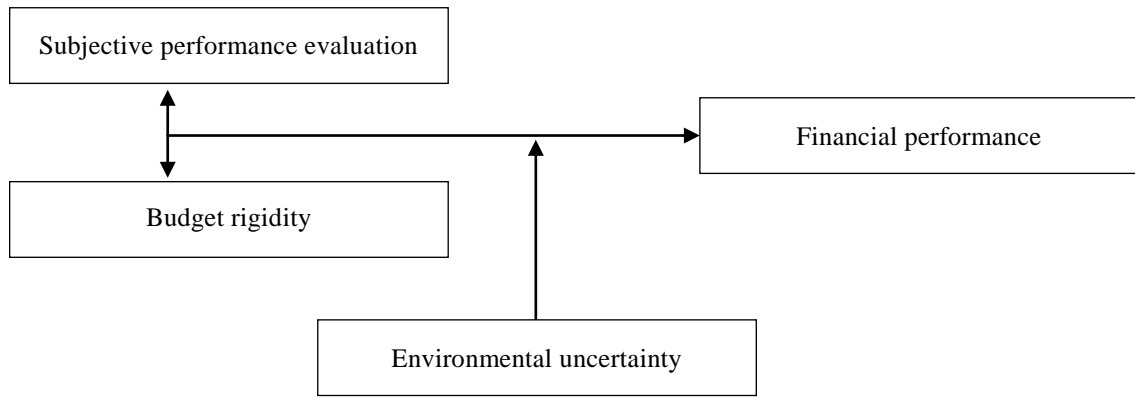 Subjective performance evaluation
Financial performance
Budget rigidity
Environmental uncertainty